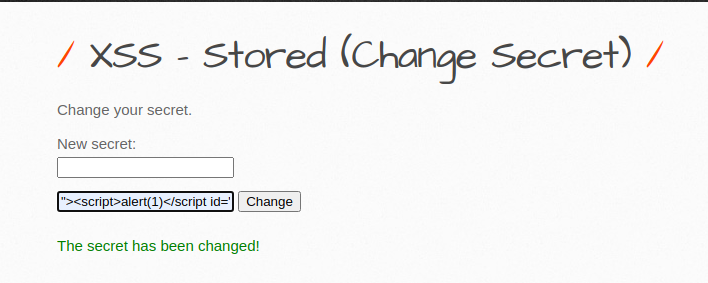 / XSS - Stored (Change Secret) /
Change your secret.
New secret:
"><script>alert(1)</script id=' Change
The secret has been changed!